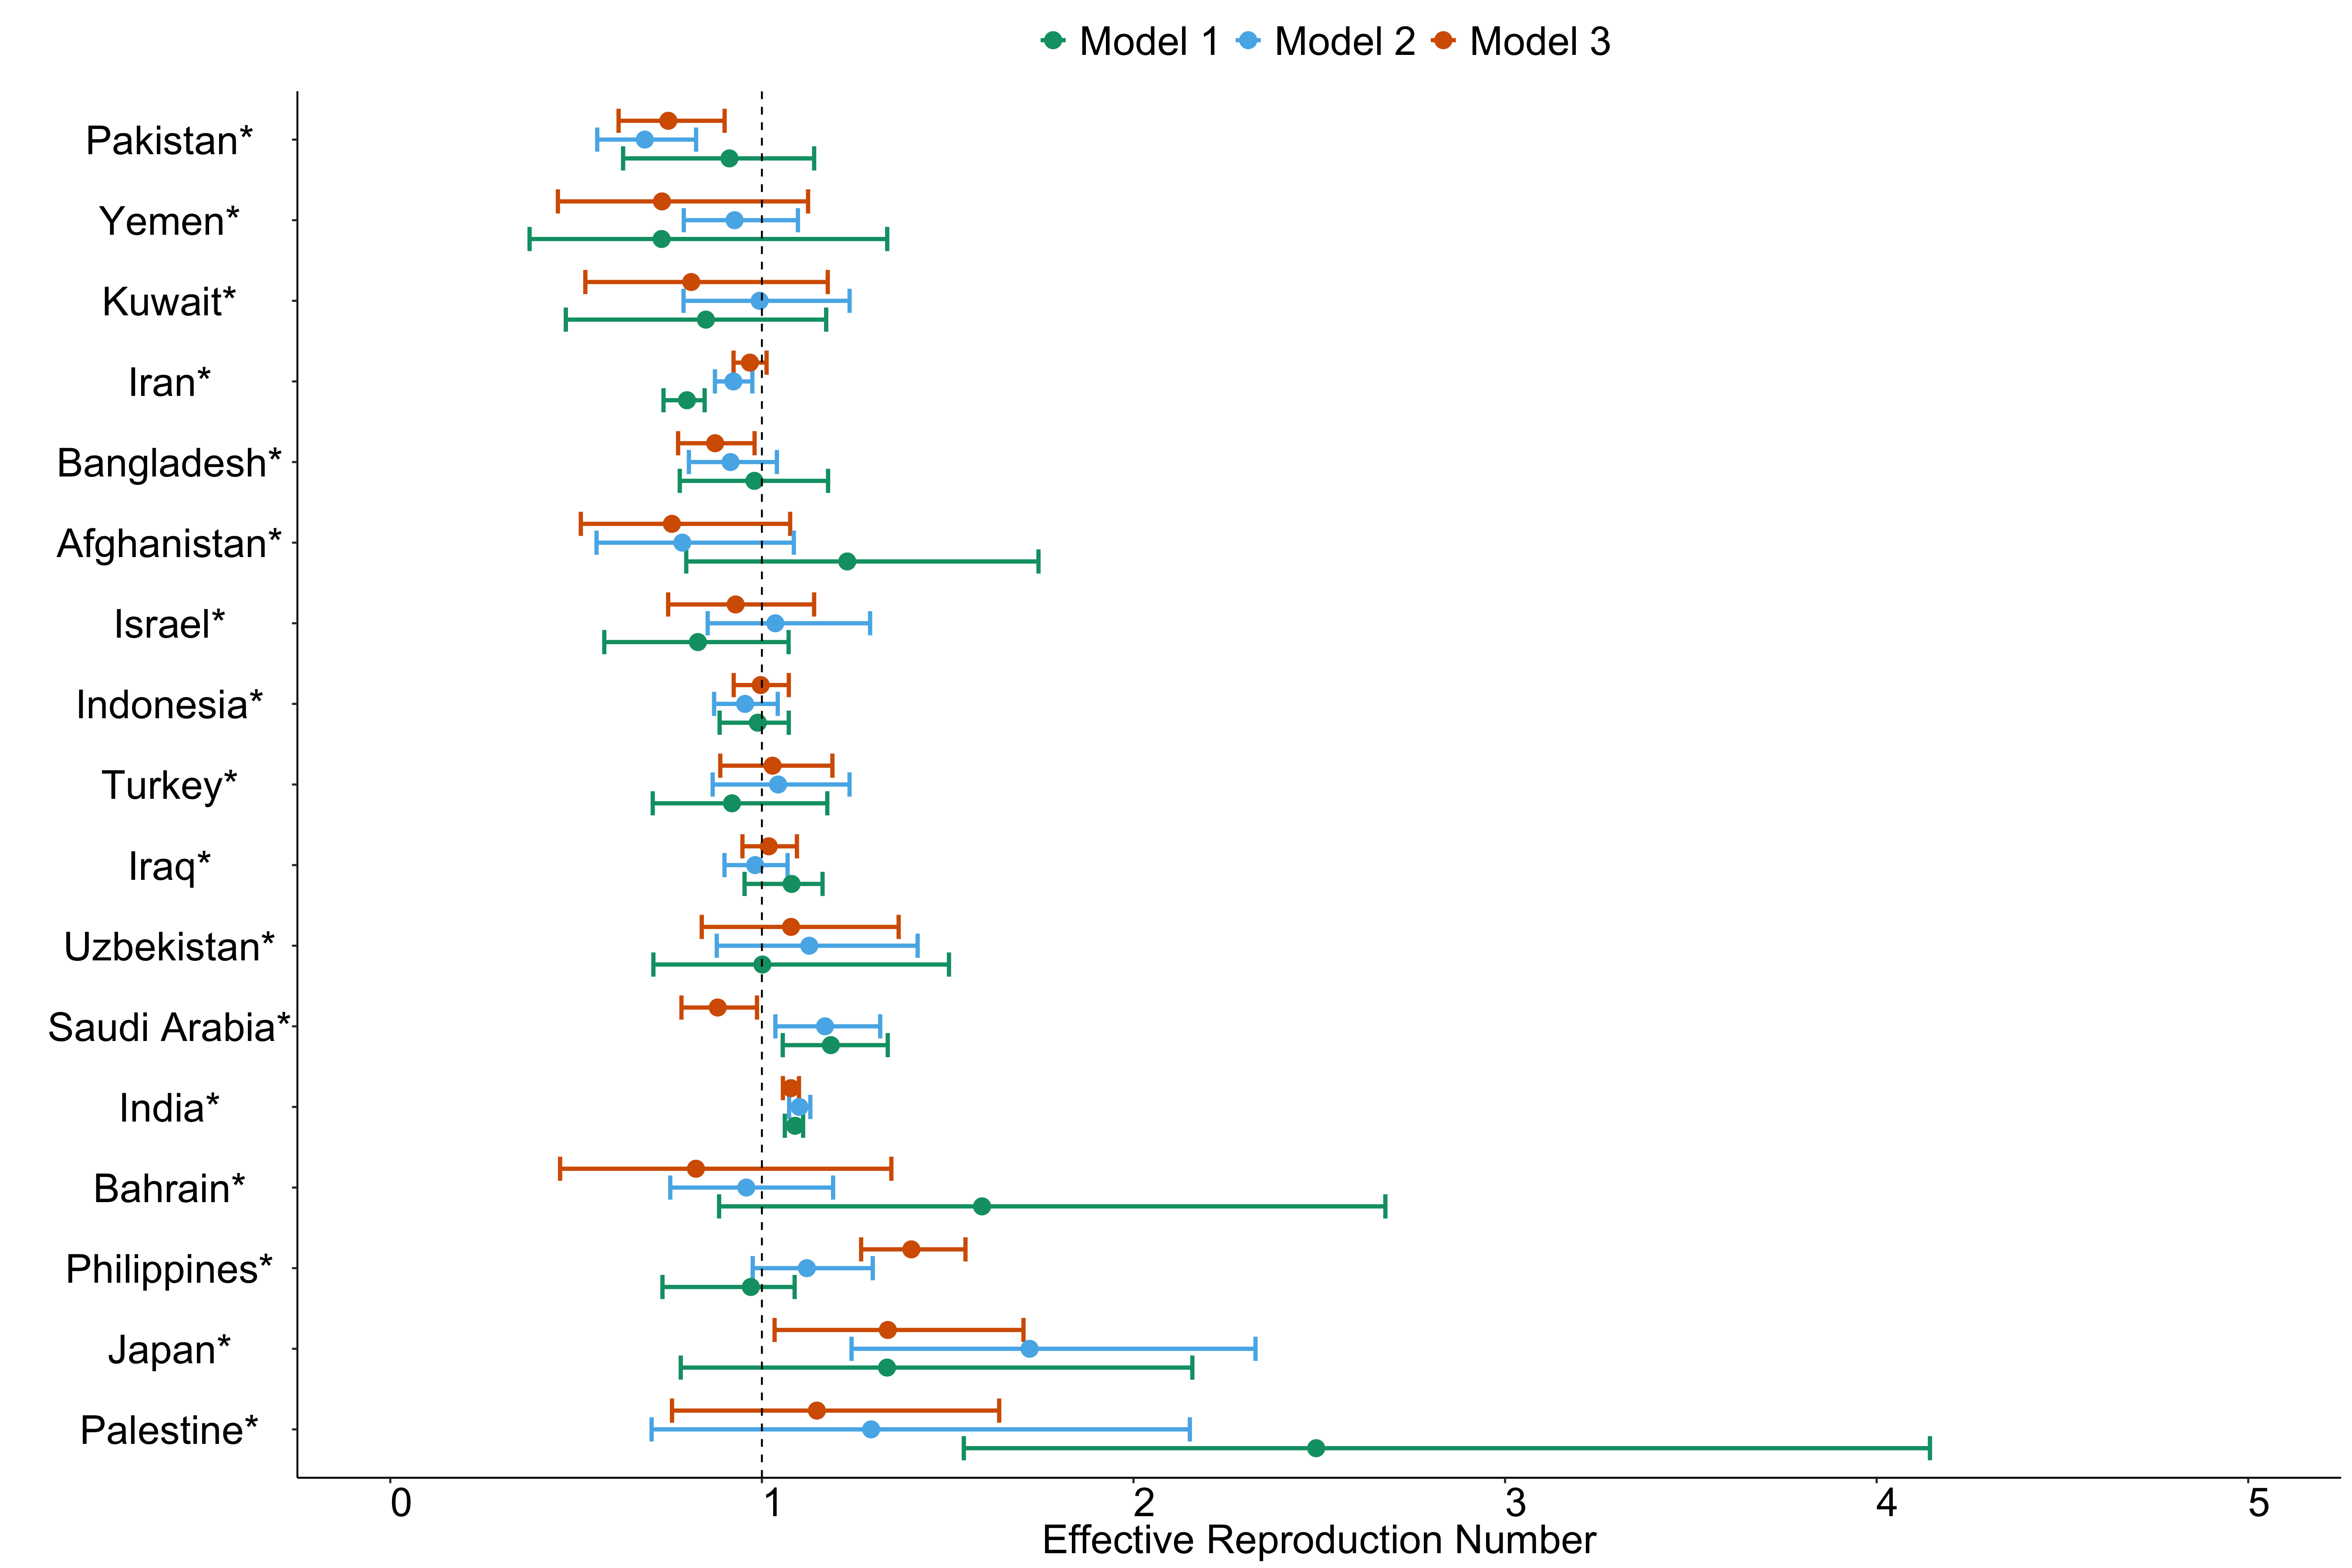 Model 1 Model 2 Model 3
Pakistan*
Yemen*
Kuwait*
Iran*
Bangladesh*
Afghanistan*
Israel*
Indonesia*
Turkey*
Iraq*
Uzbekistan*
Saudi Arabia*
India*
Bahrain*
Philippines*
Japan*
Palestine*
0 1 2 3 4 5
Effective Reproduction Number